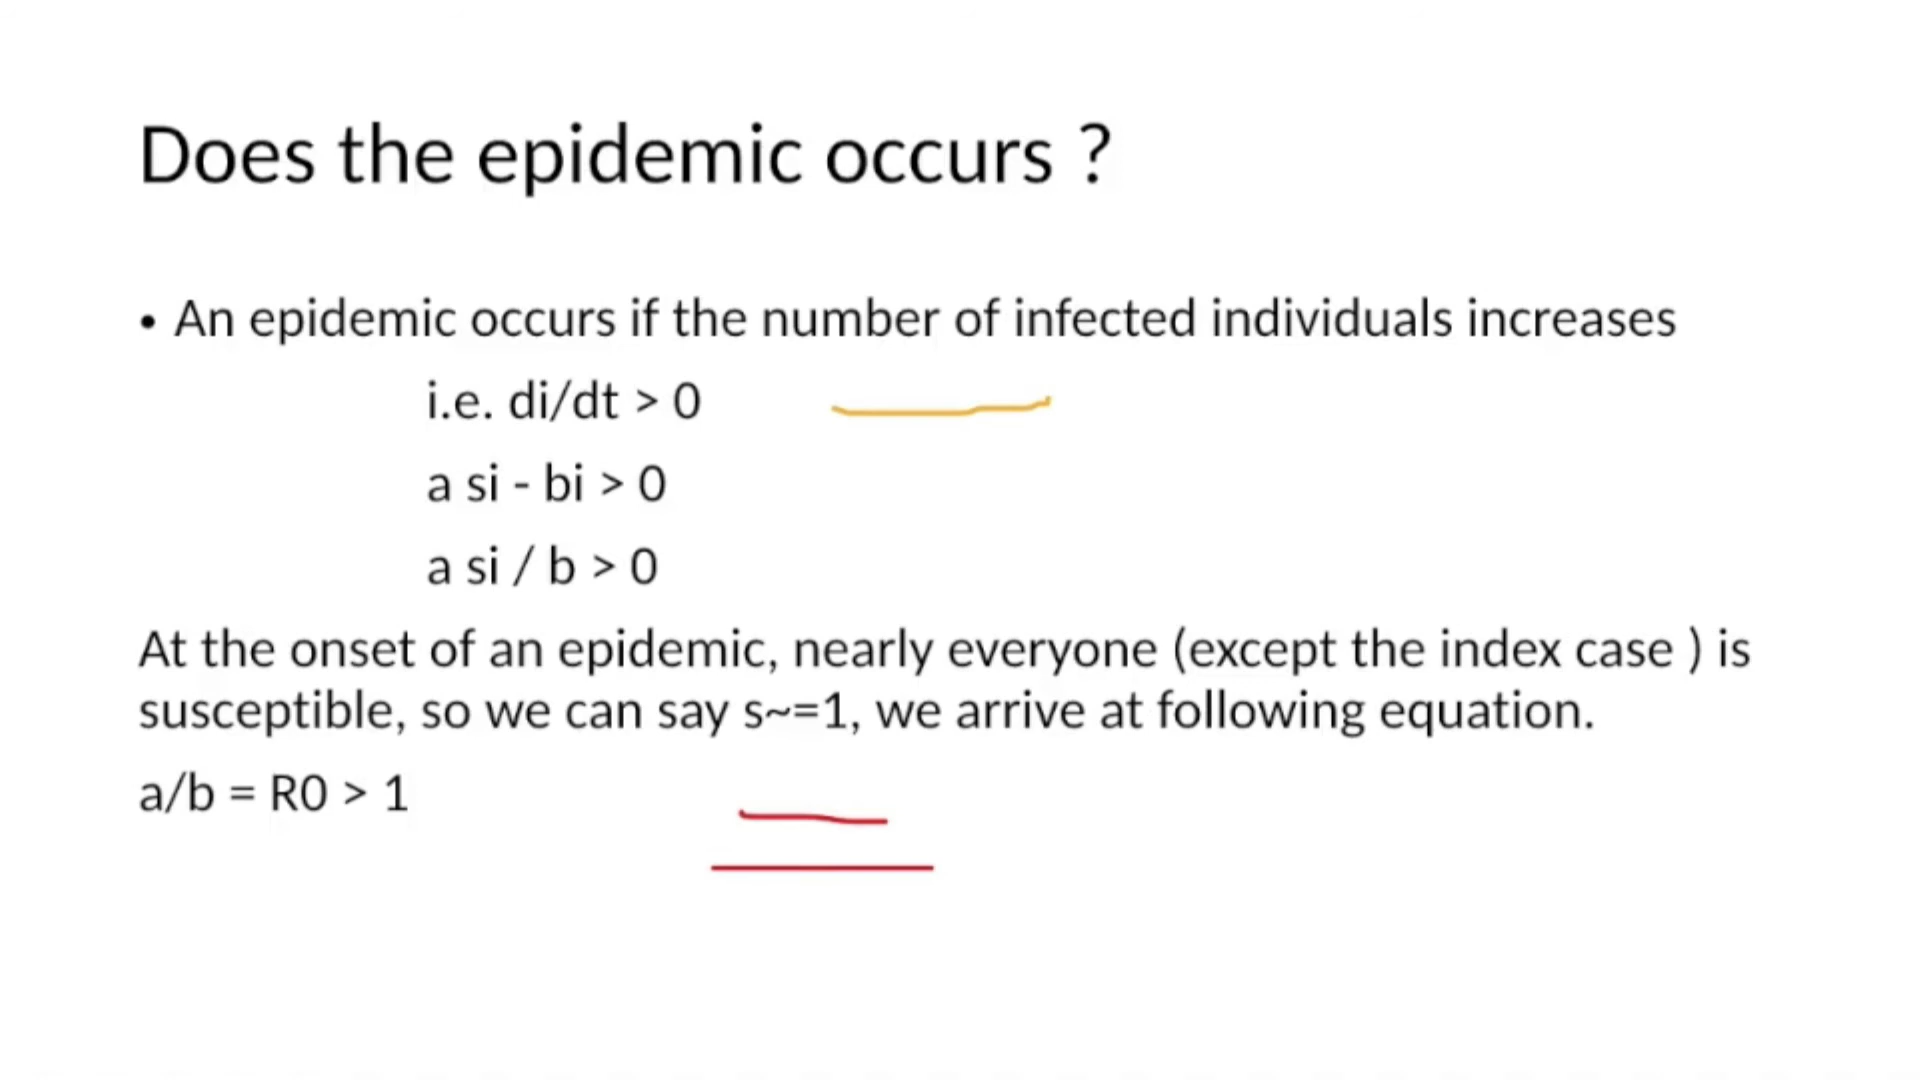 Does the epidemic occurs ?
• An epidemic occurs if the number of infected individuals increases
i.e. di/dt > 0
a si - bi > 0
a si / b > 0
At the onset of an epidemic, nearly everyone (except the index case ) is
susceptible, so we can say s~=1, we arrive at following equation.
a/b = R0 > 1